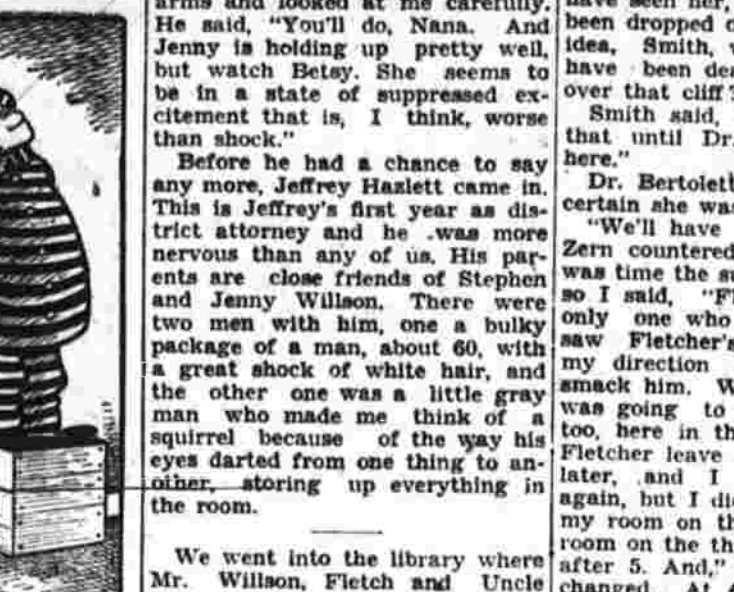 arms and looked at me carefully.
He said, "You'll do, Nana. And
Jenny is holding up pretty well,
but watch Betsy. She seems to
be in a state of suppressed ex-
citement that is, I think, worse
than shock."
Before he had a chance to say
any more, Jeffrey Hazlett came in.
This is Jeffrey's first year as dis-
trict attorney and he .was more
nervous than any of us. His par-
ents are close friends of Stephen
and Jenny Willson. There were
two men with him, one a bulky
package of a man, about 60, with
a great shock of white hair, and
the other one was a little gray
man who made me think of a
squirrel because of the way his
eyes darted from one thing to an-
other, storing up everything in
the room.
We went into the library where
Mr. Willson, Fletch and Uncle
have seen her,
been dropped
idea, Smith,
have been
over that cliff?
Smith said,
that until Dr.
here."
Dr.
certain she
"We'll have
Zern countered
was time the
so I said,
only one who
saw Fletcher's
my direction
smack him.
was going to
too, here in
Fletcher leave
later, and I
again, but I
my room on
room on the
after 5. And,"
changed. At